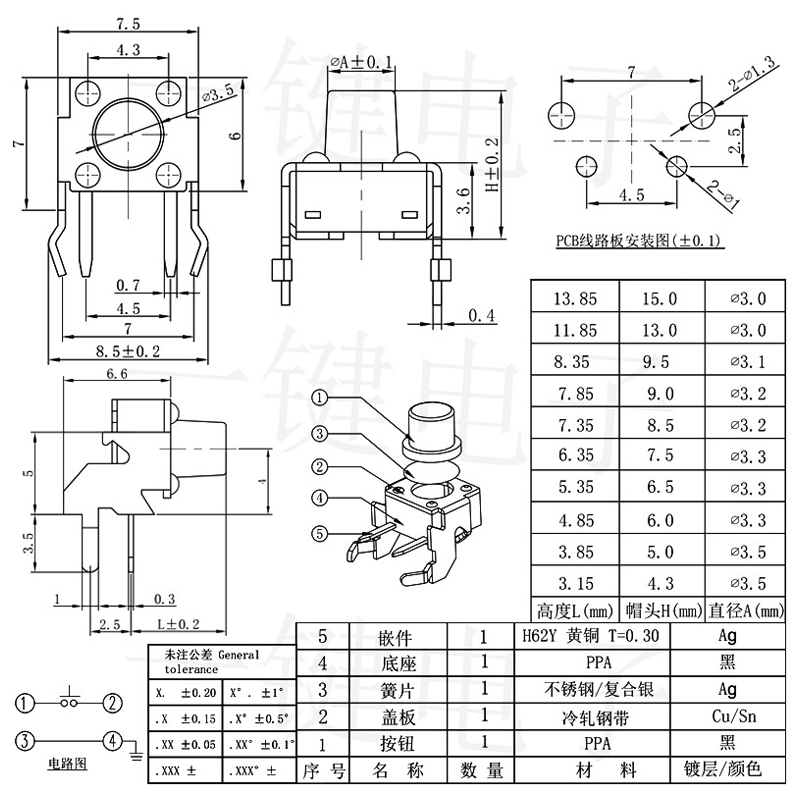 7.5
4.3
⌀3.5
7
6
0.7
4.5
7
8.5±0.2
⌀A±0.1
3.6
H±0.2
0.4
7
2-⌀1.3
2.5
4.5
2-⌀1
PCB线路板安装图(±0.1)
6.6
5
3.5
4
1
0.3
2.5
L±0.2
1
3
2
4
5
13.85 15.0 ⌀3.0
11.85 13.0 ⌀3.0
8.35 9.5 ⌀3.1
7.85 9.0 ⌀3.2
7.35 8.5 ⌀3.2
6.35 7.5 ⌀3.3
5.35 6.5 ⌀3.3
4.85 6.0 ⌀3.3
3.85 5.0 ⌀3.5
3.15 4.3 ⌀3.5
高度L(mm) 帽头H(mm) 直径A(mm)
1 2
3 4
电路图
未注公差 General
tolerance
X. ±0.20 X°. ±1°
.X ±0.15 .X° ±0.5°
.XX ±0.05 .XX° ±0.1°
.XXX ± .XXX° ±
5 嵌件 1 H62Y 黄铜 T=0.30 Ag
4 底座 1 PPA 黑
3 簧片 1 不锈钢/复合银 Ag
2 盖板 1 冷轧钢带 Cu/Sn
1 按钮 1 PPA 黑
序号 名称 数量 材料 镀层/颜色
一键电子
一键电子
一键电子